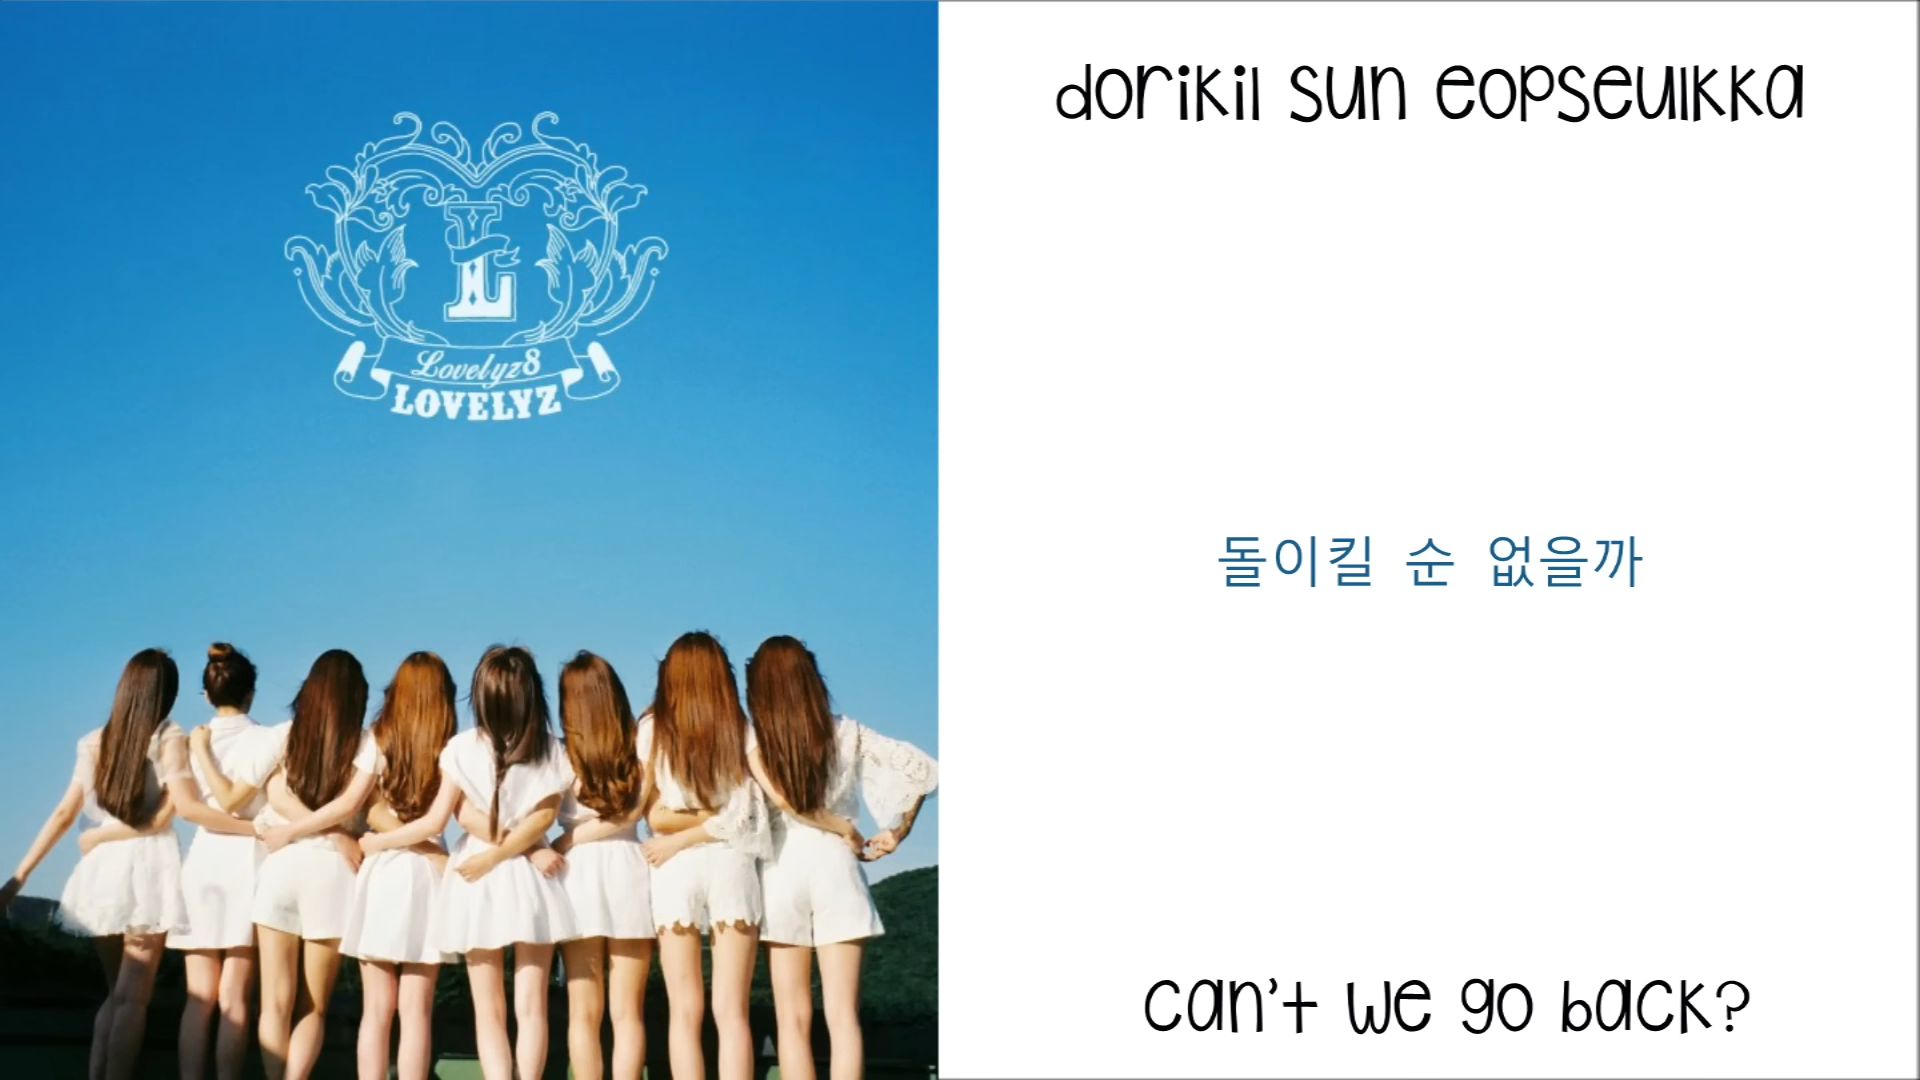 L
Lovelyz8
LOVELYZ
dorikil sun eopseulkka
돌이킬 순 없을까
can't we go back?